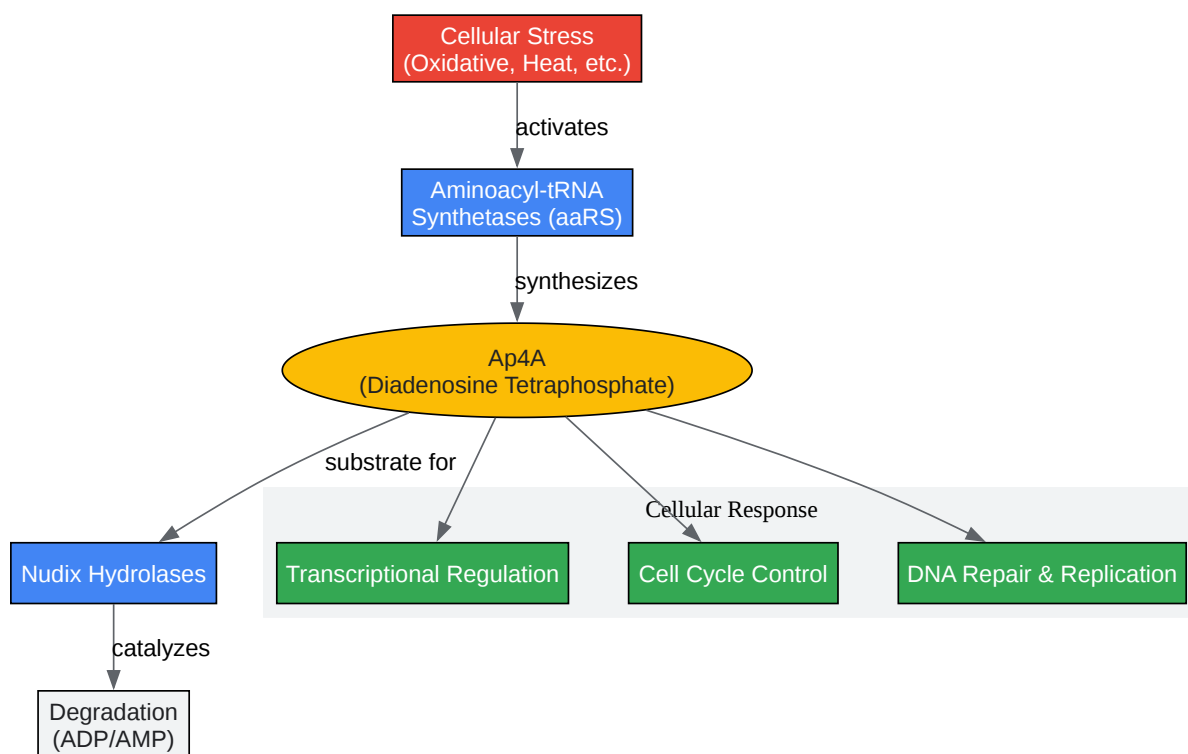 Cellular Stress
(Oxidative, Heat, etc.)
activates
Aminoacyl-tRNA
Synthetases (aaRS)
synthesizes
Ap4A
(Diadenosine Tetraphosphate)
substrate for
Cellular Response
Nudix Hydrolases
Transcriptional Regulation
Cell Cycle Control
DNA Repair & Replication
catalyzes
Degradation
(ADP/AMP)